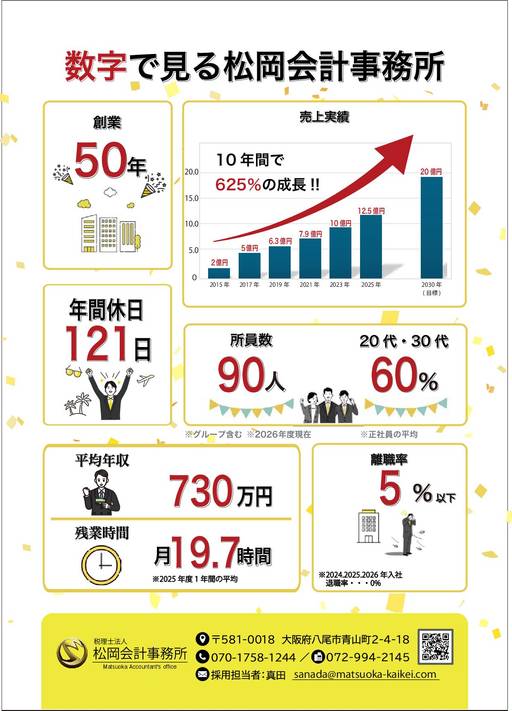 数字で見る松岡会計事務所
創業
50年
売上実績
10年間で
625%の成長!!
20.0
15.0
10.0
5.0
0
2億円
5億円
6.3億円
7.9億円
10億円
12.5億円
20億円
2015年
2017年
2019年
2021年
2023年
2025年
2030年
(目標)
年間休日
121日
所員数
90人
20代・30代
60%
※グループ含む ※2026年度現在
※正社員の平均
平均年収
730万円
残業時間
月19.7時間
※2025年度1年間の平均
離職率
5%以下
※2024.2025.2026年入社
退職率・・・0%
税理士法人
松岡会計事務所
Matsuoka Accountant's office
〒581-0018 大阪府八尾市青山町2-4-18
070-1758-1244 / 072-994-2145
採用担当者:真田 sanada@matsuoka-kaikei.com